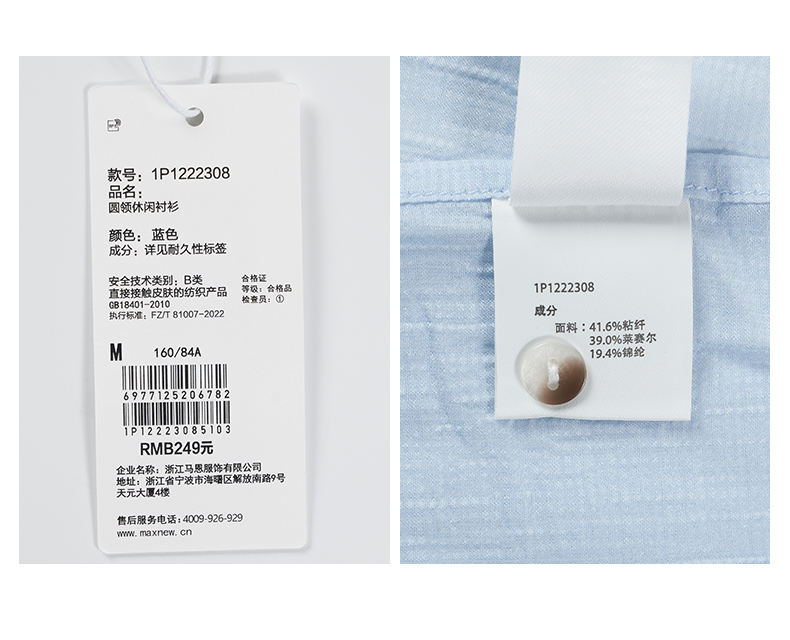 款号：1P1222308
品名：
圆领休闲衬衫
颜色：蓝色
成分：详见耐久性标签
安全技术类别：B类
直接接触皮肤的纺织产品
GB18401-2010
执行标准：FZ/T 81007-2022
合格证
等级：合格品
检查员：①
M 160/84A
6977125206782
1P12223085103
RMB249元
企业名称：浙江马恩服饰有限公司
地址：浙江省宁波市海曙区解放南路9号
天元大厦4楼
售后服务电话：4009-926-929
www.maxnew.cn
1P1222308
成分
面料：41.6%粘纤
39.0%莱赛尔
19.4%锦纶